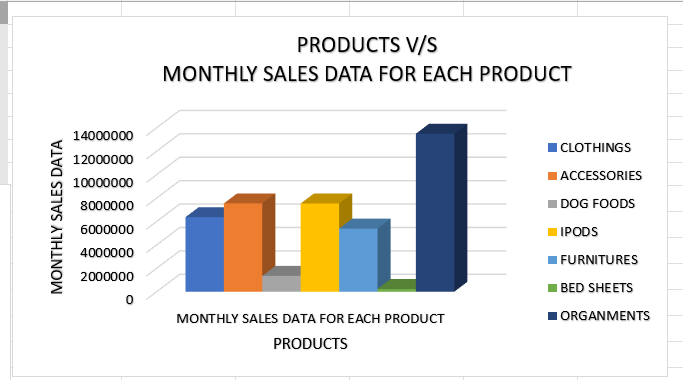 PRODUCTS V/S
MONTHLY SALES DATA FOR EACH PRODUCT
MONTHLY SALES DATA
14000000
12000000
10000000
8000000
6000000
4000000
2000000
0
MONTHLY SALES DATA FOR EACH PRODUCT
PRODUCTS
CLOTHINGS
ACCESSORIES
DOG FOODS
IPODS
FURNITURES
BED SHEETS
ORGANMENTS